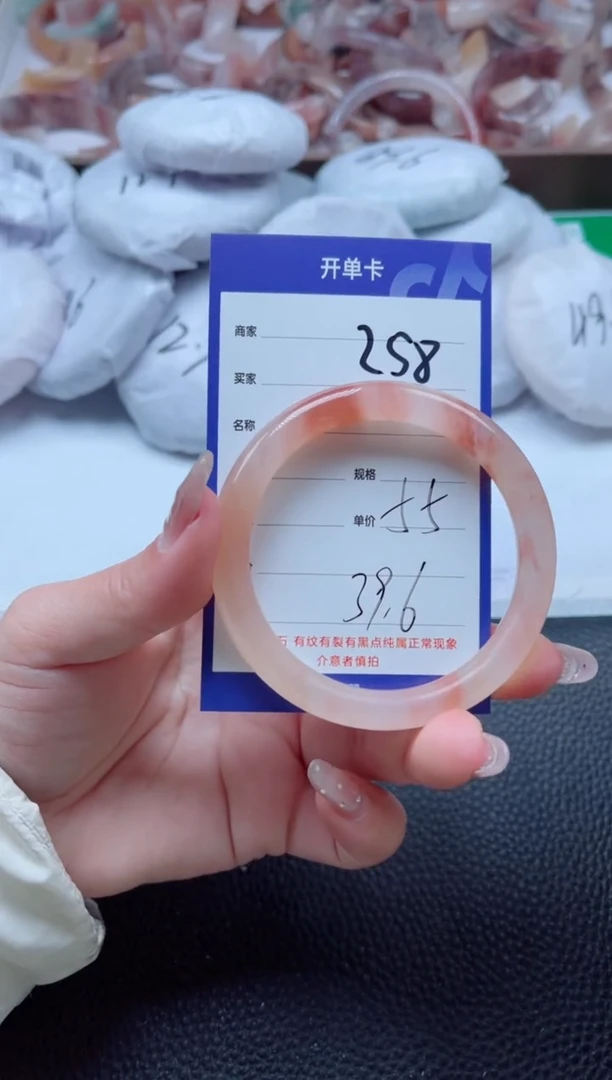 开单卡
商家 258
买家
名称
规格
单价 55
39.6
石 有纹有裂有黑点纯属正常现象
介意者慎拍